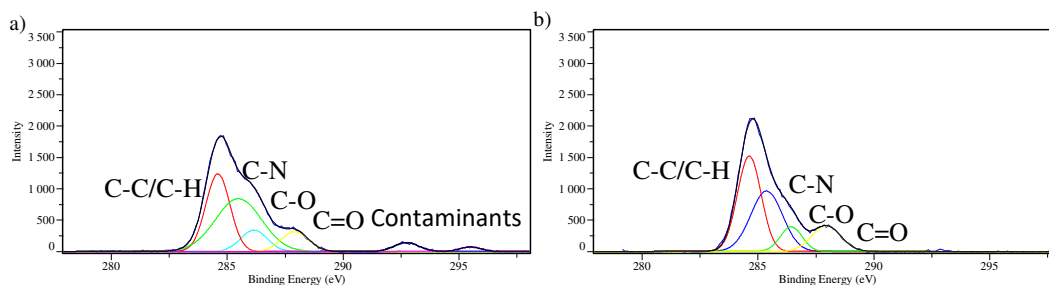 a)
3 500
3 000
2 500
2 000
1 500
1 000
500
0
Intensity
C-C/C-H
C-N
C-O
C=O
Contaminants
280
285
290
295
Binding Energy (eV)
b)
3 500
3 000
2 500
2 000
1 500
1 000
500
0
Intensity
C-C/C-H
C-N
C-O
C=O
280
285
290
295
Binding Energy (eV)